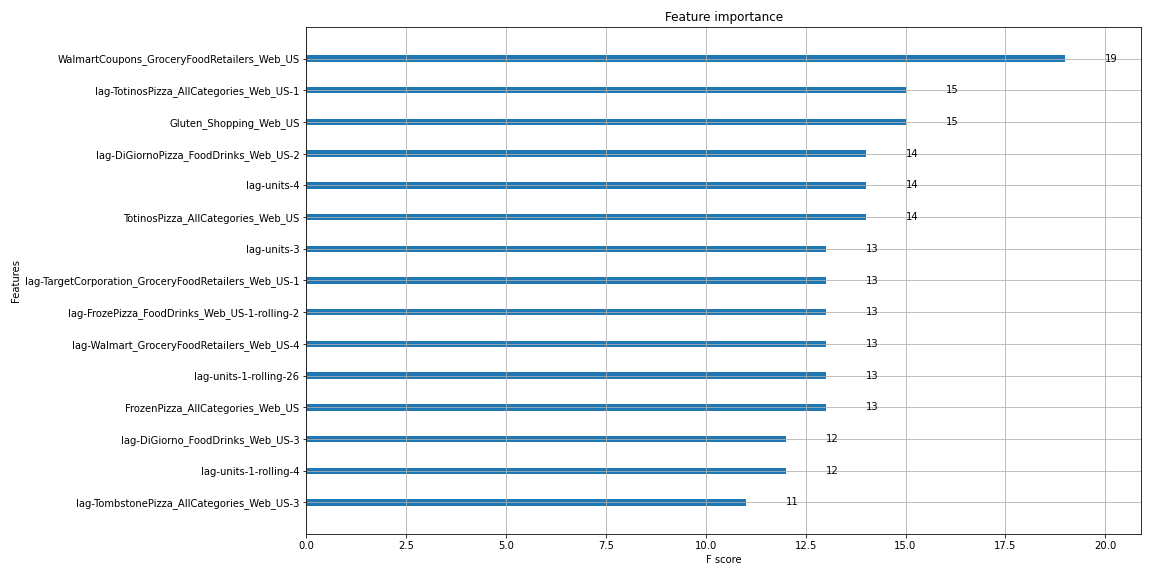 Feature importance
WalmartCoupons_GroceryFoodRetailers_Web_US 19
lag-TotinosPizza_AllCategories_Web_US-1 15
Gluten_Shopping_Web_US 15
lag-DiGiornoPizza_FoodDrinks_Web_US-2 14
lag-units-4 14
TotinosPizza_AllCategories_Web_US 14
lag-units-3 13
lag-TargetCorporation_GroceryFoodRetailers_Web_US-1 13
lag-FrozePizza_FoodDrinks_Web_US-1-rolling-2 13
lag-Walmart_GroceryFoodRetailers_Web_US-4 13
lag-units-1-rolling-26 13
FrozenPizza_AllCategories_Web_US 13
lag-DiGiorno_FoodDrinks_Web_US-3 12
lag-units-1-rolling-4 12
lag-TombstonePizza_AllCategories_Web_US-3 11
Features
0.0 2.5 5.0 7.5 10.0 12.5 15.0 17.5 20.0
F score